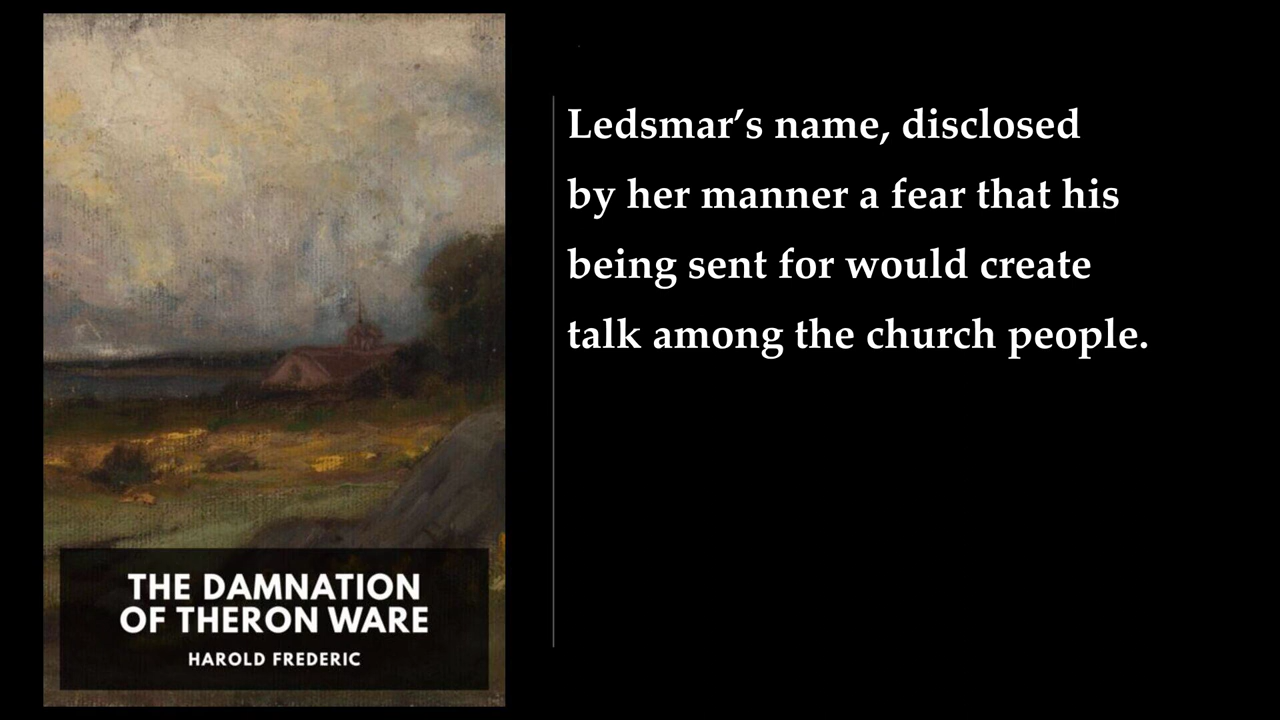 Ledsmar’s name, disclosed
by her manner a fear that his
being sent for would create
talk among the church people.
THE DAMNATION
OF THERON WARE
HAROLD FREDERIC